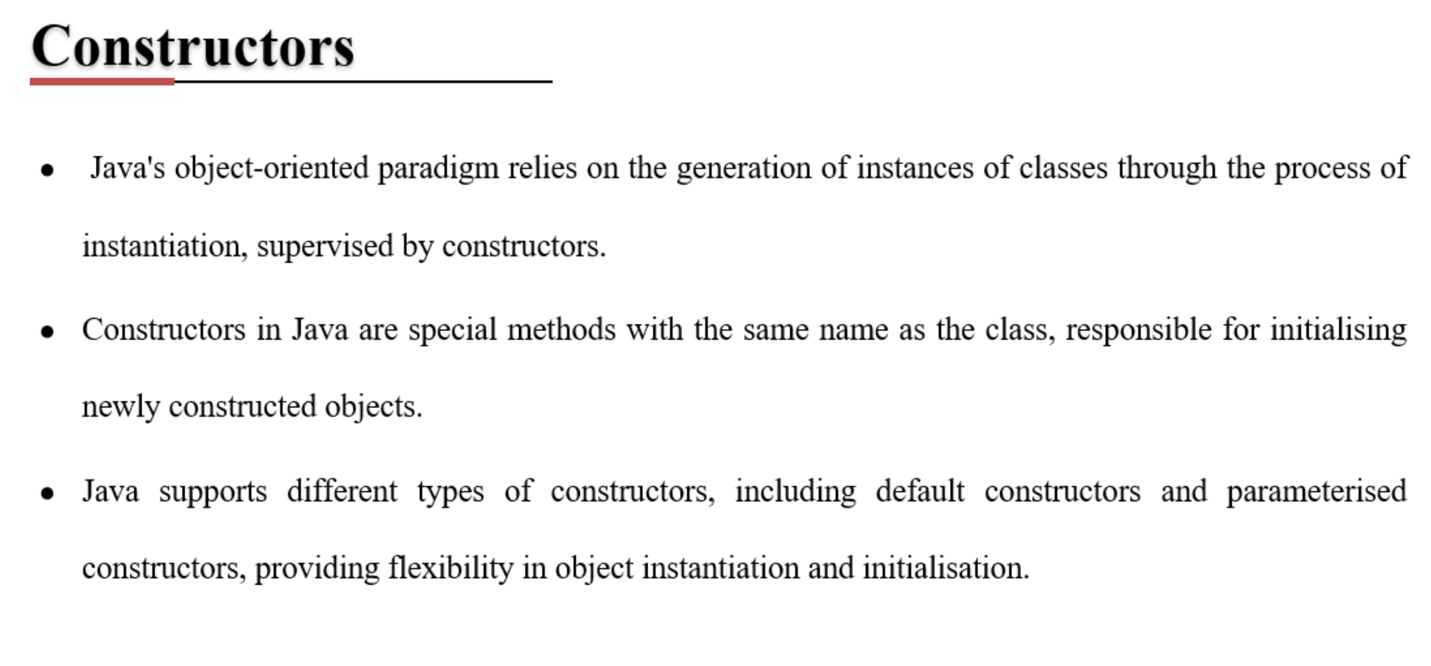 Constructors
● Java's object-oriented paradigm relies on the generation of instances of classes through the process of
instantiation, supervised by constructors.
● Constructors in Java are special methods with the same name as the class, responsible for initialising
newly constructed objects.
● Java supports different types of constructors, including default constructors and parameterised
constructors, providing flexibility in object instantiation and initialisation.